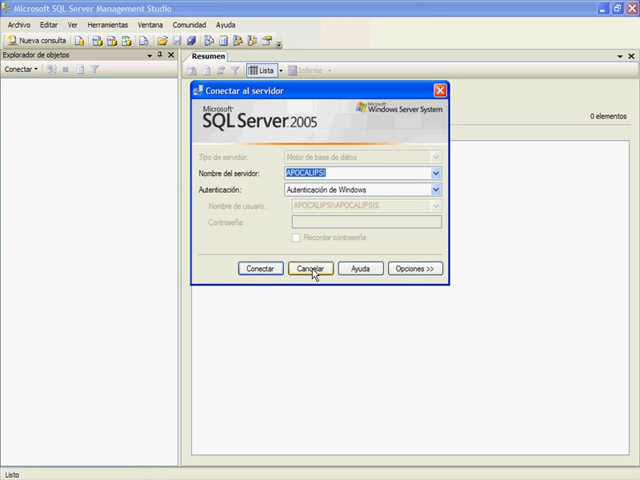 Microsoft SQL Server Management Studio
Archivo Editar Ver Herramientas Ventana Comunidad Ayuda
Nueva consulta
Explorador de objetos
Resumen
Conectar
Lista
Informe
0 elementos
Conectar al servidor
Microsoft
SQL Server 2005
Microsoft
Windows Server System
Tipo de servidor: Motor de base de datos
Nombre del servidor: APOCALIPSI
Autenticación: Autenticación de Windows
Nombre de usuario: APOCALIPSI\APOCALIPSIS
Contraseña:
Recordar contraseña
Conectar Cancelar Ayuda Opciones >>
Listo